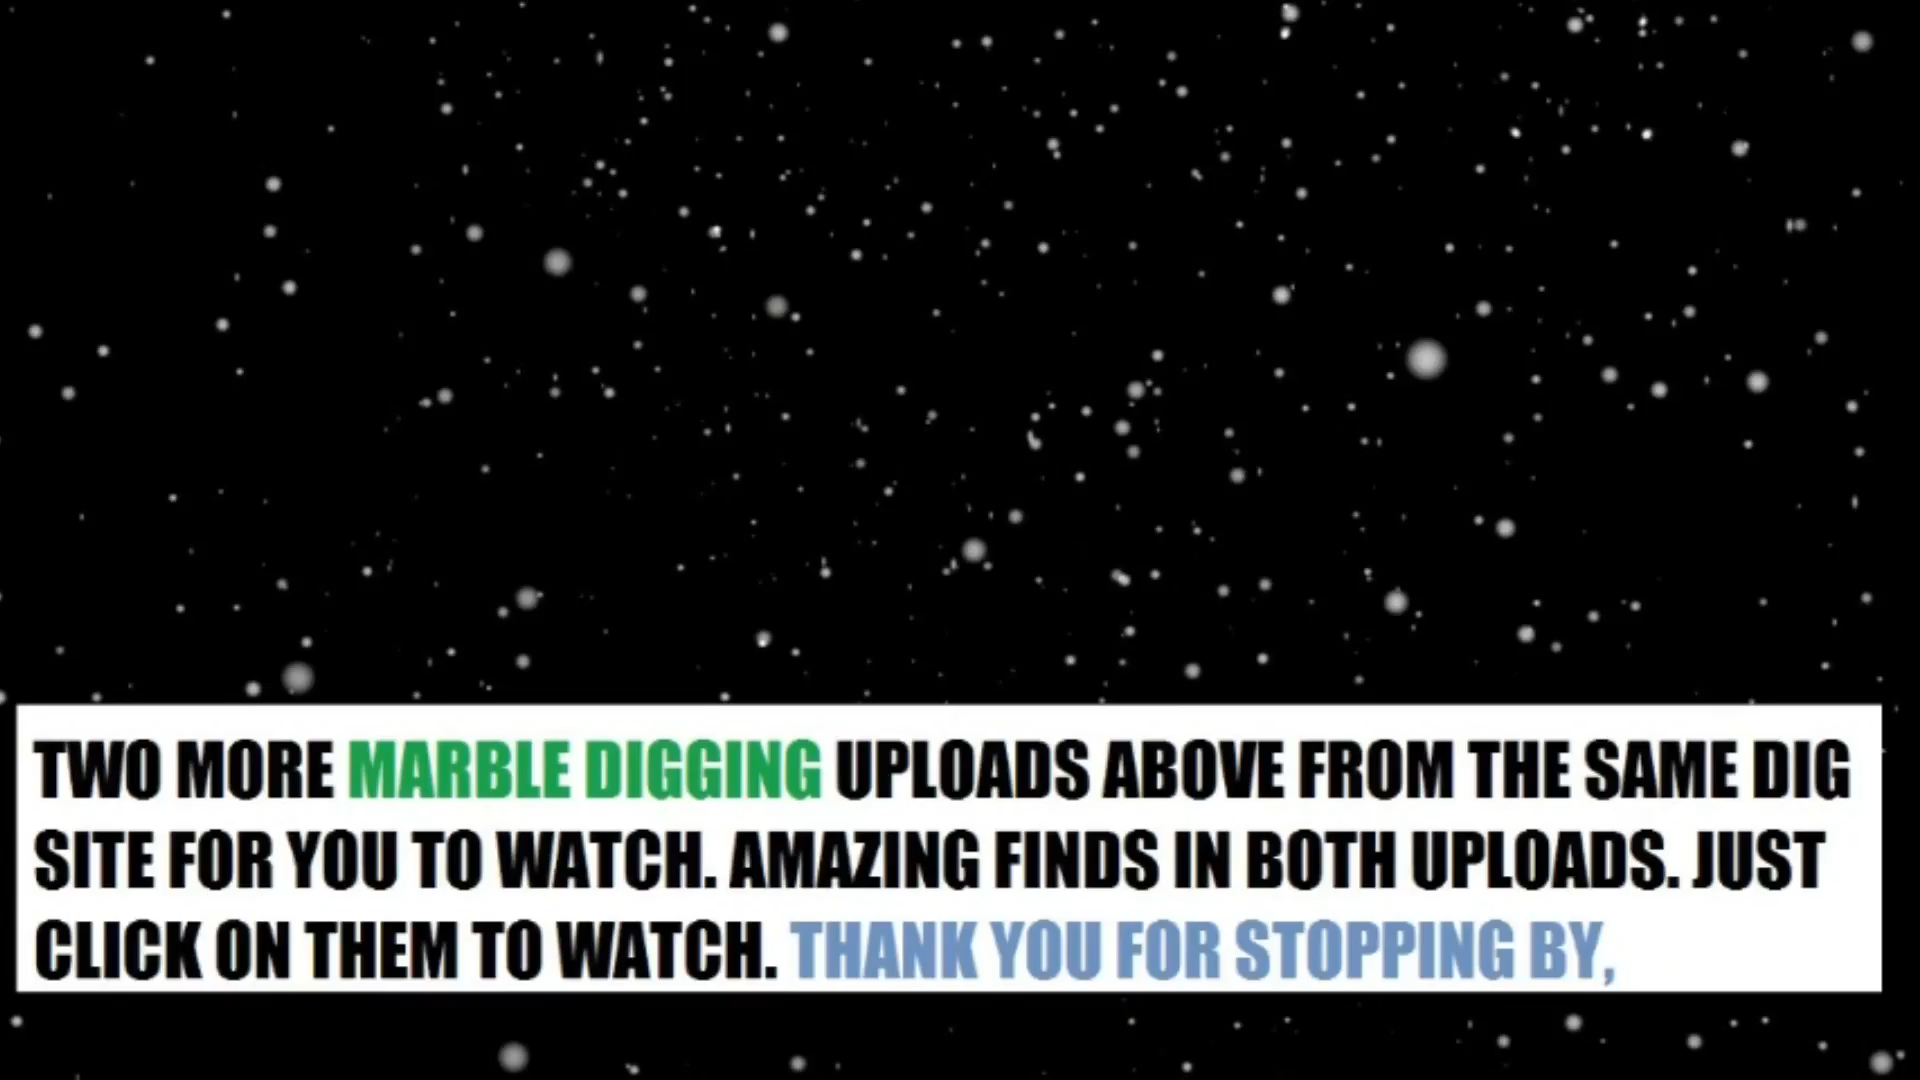 TWO MORE MARBLE DIGGING UPLOADS ABOVE FROM THE SAME DIG
SITE FOR YOU TO WATCH. AMAZING FINDS IN BOTH UPLOADS. JUST
CLICK ON THEM TO WATCH. THANK YOU FOR STOPPING BY,